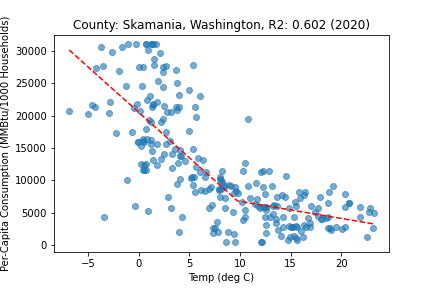 County: Skamania, Washington, R2: 0.602 (2020)
Per-Capita Consumption (MMBtu/1000 Households)
30000
25000
20000
15000
10000
5000
0
−5 0 5 10 15 20
Temp (deg C)